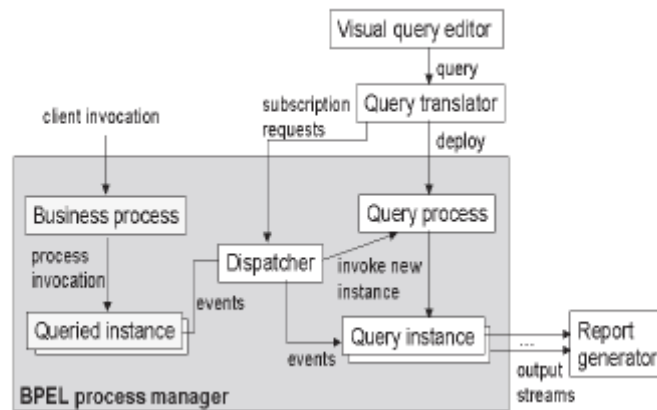 Visual query editor
query
Query translator
subscription
requests
client invocation
deploy
Business process
Query process
process
invocation
Dispatcher
invoke new
instance
events
Queried instance
events
Query instance
....
Report
generator
output
streams
BPEL process manager